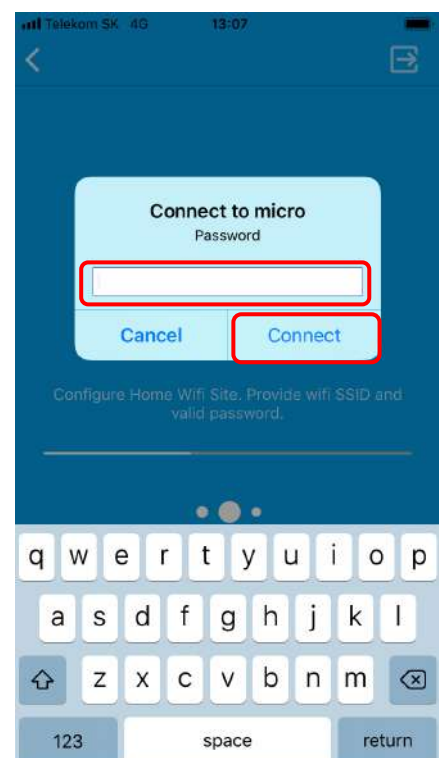 Telekom SK 4G 13:07
Connect to micro
Password
Cancel Connect
Configure Home Wifi Site. Provide wifi SSID and
valid password.
q w e r t y u i o p
a s d f g h j k l
z x c v b n m
123 space return